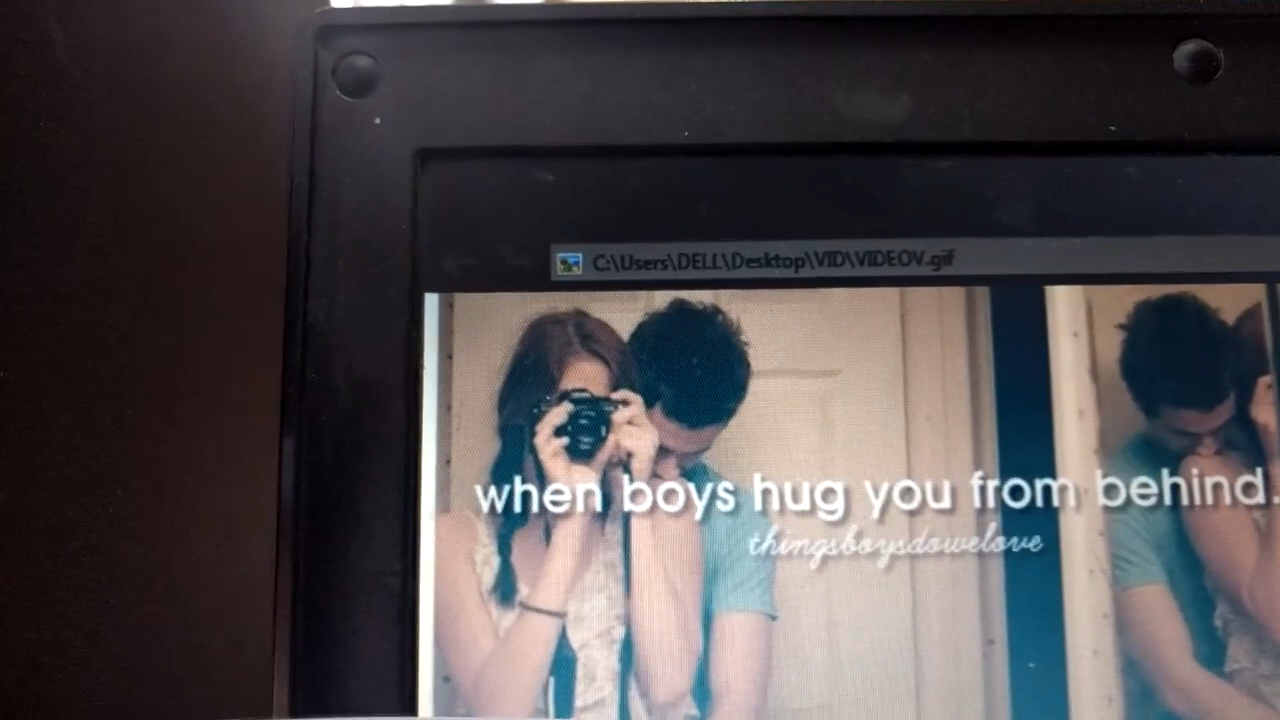 C:\Users\DELL\Desktop\VID\VIDEOV.gif
when boys hug you from behind.
thingsboysdowelove